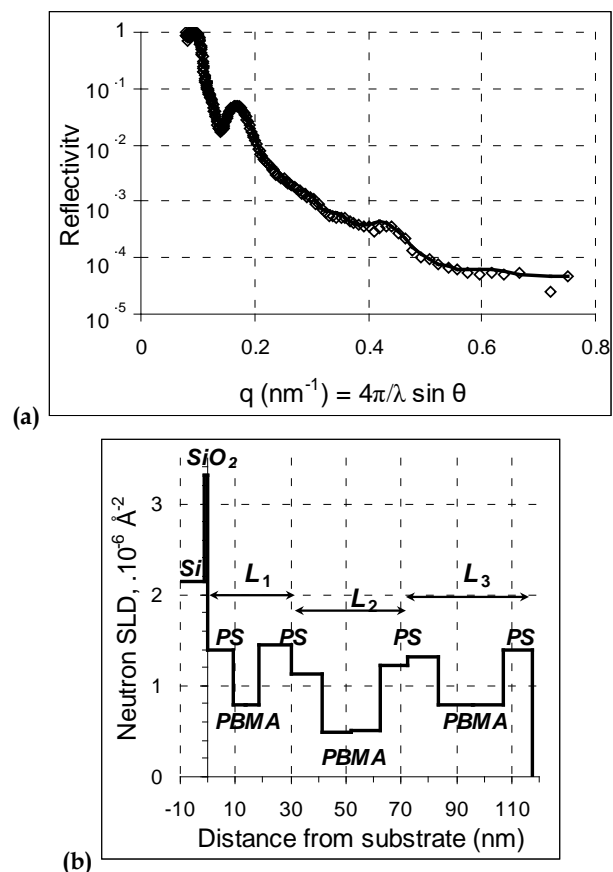 1
10⁻¹
10⁻²
10⁻³
10⁻⁴
10⁻⁵
Reflectivity
0 0.2 0.4 0.6 0.8
q (nm⁻¹) = 4π/λ sin θ
(a)
SiO₂
Si
L₁
L₂
L₃
PS PS PS PS
PBMA PBMA PBMA
3
2
1
0
Neutron SLD, .10⁻⁶ Å⁻²
-10 10 30 50 70 90 110
Distance from substrate (nm)
(b)